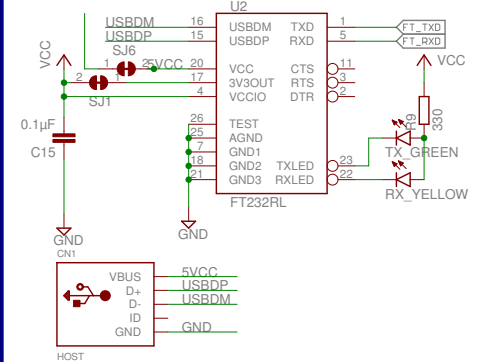 U2
USBDM 16 USBDM TXD 1 FT_TXD
USBDP 15 USBDP RXD 5 FT_RXD
VCC
SJ6
1 2 5VCC 20 VCC CTS 11
2 1 17 3V3OUT RTS 3
SJ1
4 VCCIO DTR 2
VCC
0.1µF
C15
GND
26 TEST
25 AGND
7 GND1
18 GND2 TXLED 23
21 GND3 RXLED 22
FT232RL
GND
R9
330
TX_GREEN
RX_YELLOW
CN1
VBUS 5VCC
D+ USBDP
D- USBDM
ID
GND GND
HOST